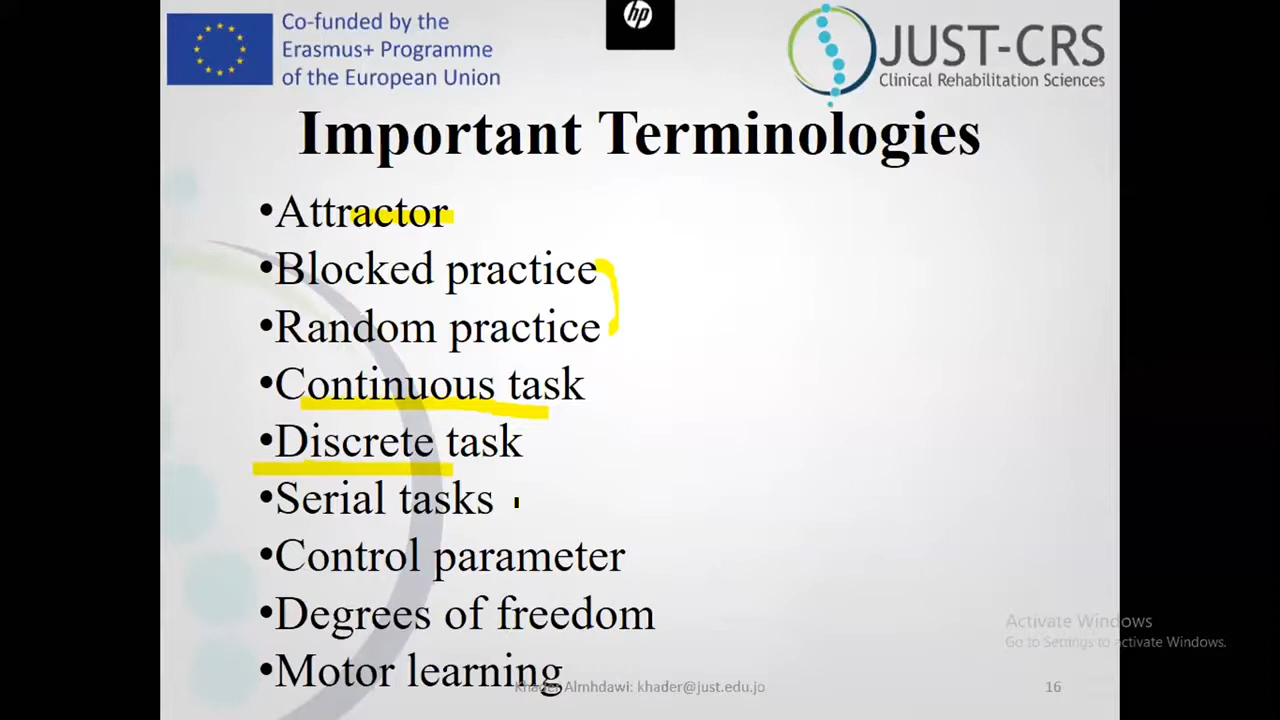 Co-funded by the
Erasmus+ Programme
of the European Union
hp
JUST-CRS
Clinical Rehabilitation Sciences
Important Terminologies
•Attractor
•Blocked practice
•Random practice
•Continuous task
•Discrete task
•Serial tasks
•Control parameter
•Degrees of freedom
•Motor learning
Khader Almhdawi: khader@just.edu.jo
16
Activate Windows
Go to Settings to activate Windows.